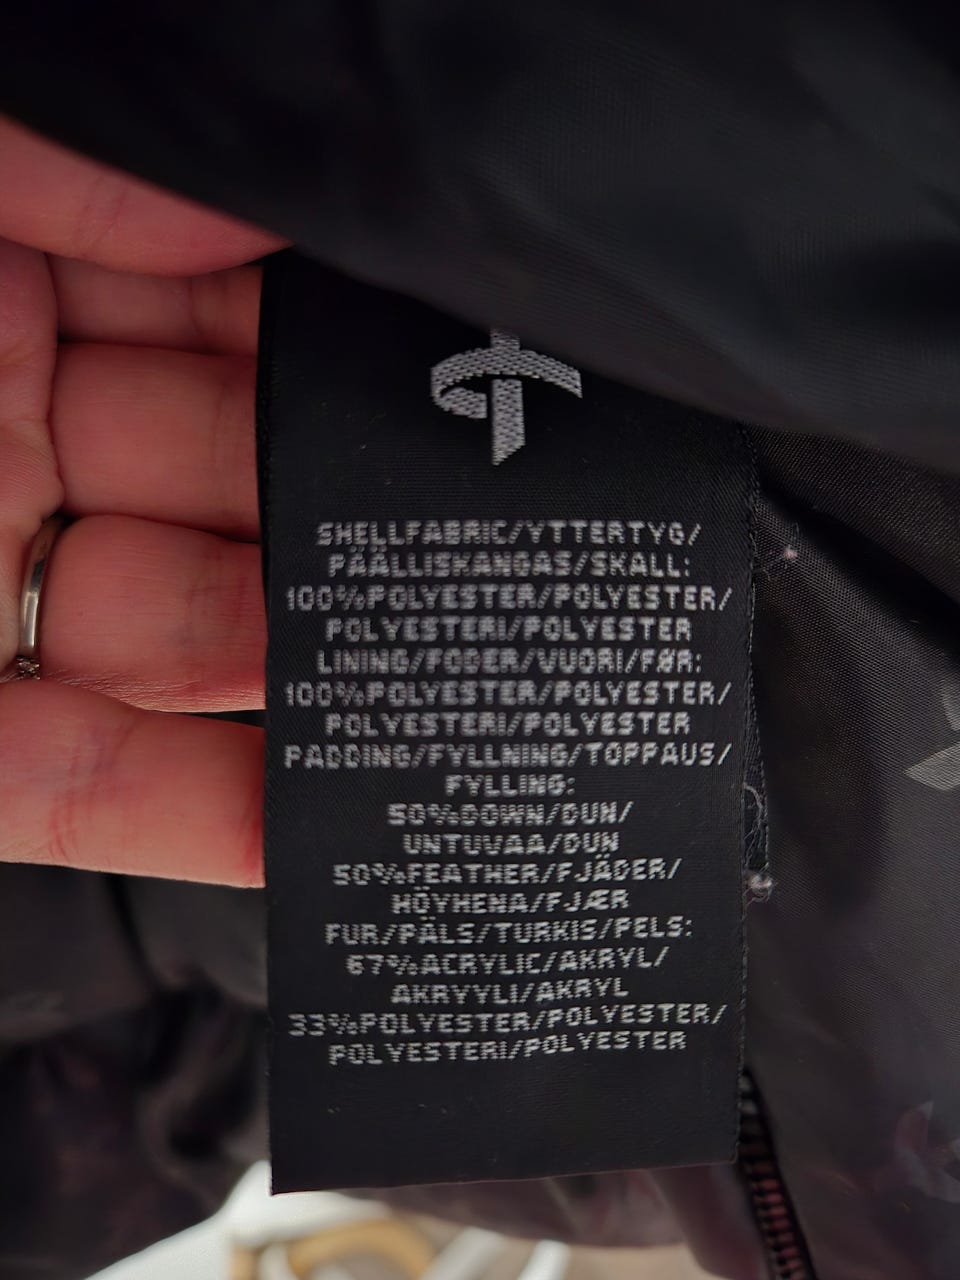 SHELLFABRIC/YTTERTYG/
PÄÄLLISKANGAS/SKALL:
100%POLYESTER/POLYESTER/
POLYESTERI/POLYESTER
LINING/FODER/VUORI/FØR:
100%POLYESTER/POLYESTER/
POLYESTERI/POLYESTER
PADDING/FYLLNING/TOPPAUS/
FYLLING:
50%DOWN/DUN/
UNTUVAA/DUN
50%FEATHER/FJÄDER/
HÖYHENA/FJÆR
FUR/PÄLS/TURKIS/PELS:
67%ACRYLIC/AKRYL/
AKRYYLI/AKRYL
33%POLYESTER/POLYESTER/
POLYESTERI/POLYESTER